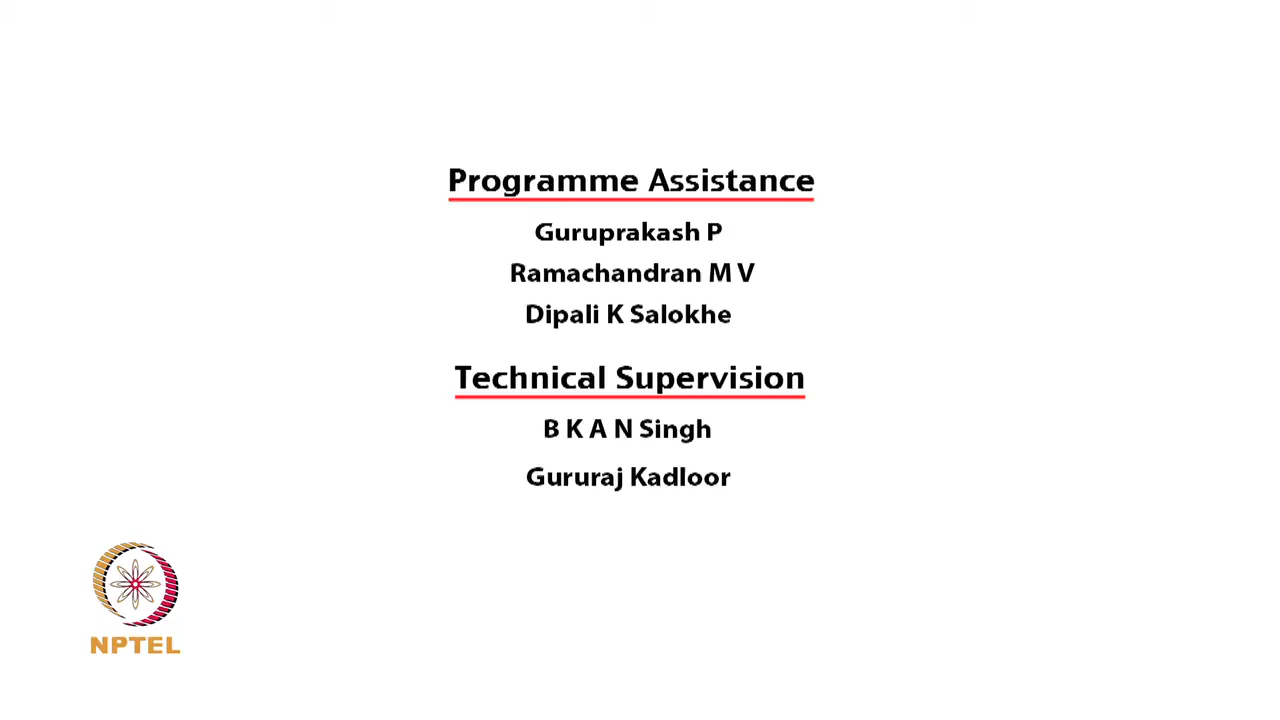 Programme Assistance
Guruprakash P
Ramachandran M V
Dipali K Salokhe
Technical Supervision
B K A N Singh
Gururaj Kadloor
NPTEL